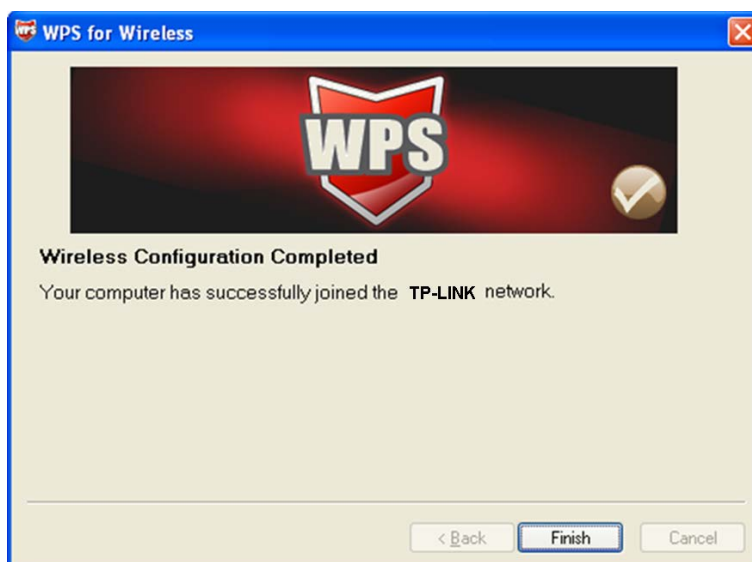 WPS for Wireless
WPS
Wireless Configuration Completed
Your computer has successfully joined the TP-LINK network.
< Back Finish Cancel